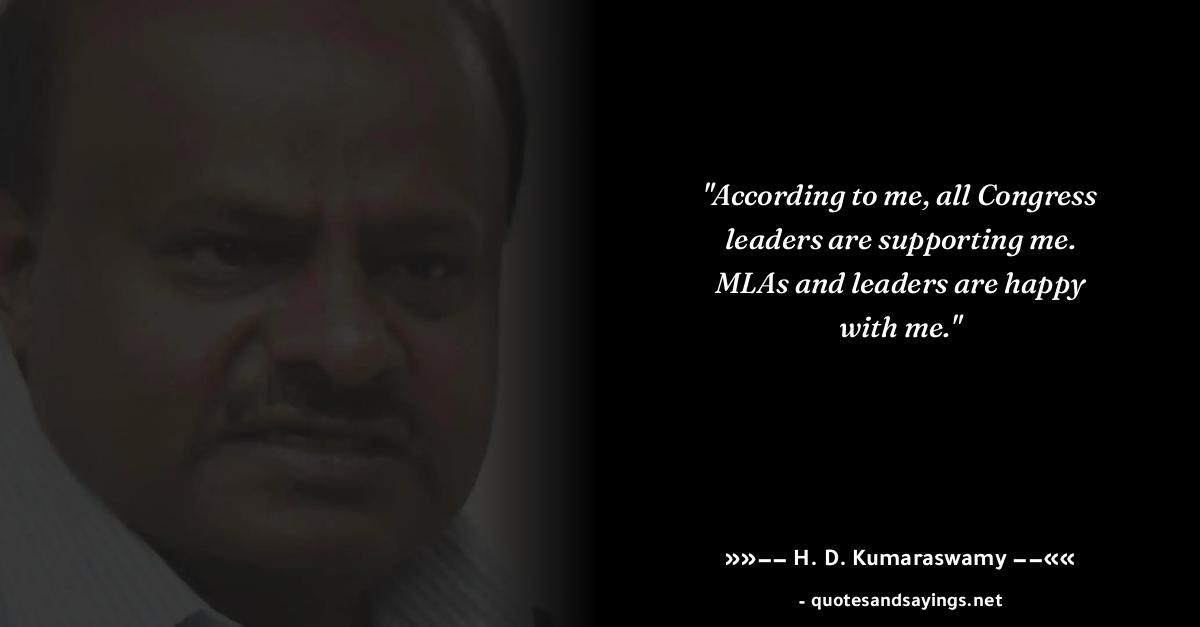 "According to me, all Congress
leaders are supporting me.
MLAs and leaders are happy
with me."
»»−− H. D. Kumaraswamy −−««
- quotesandsayings.net